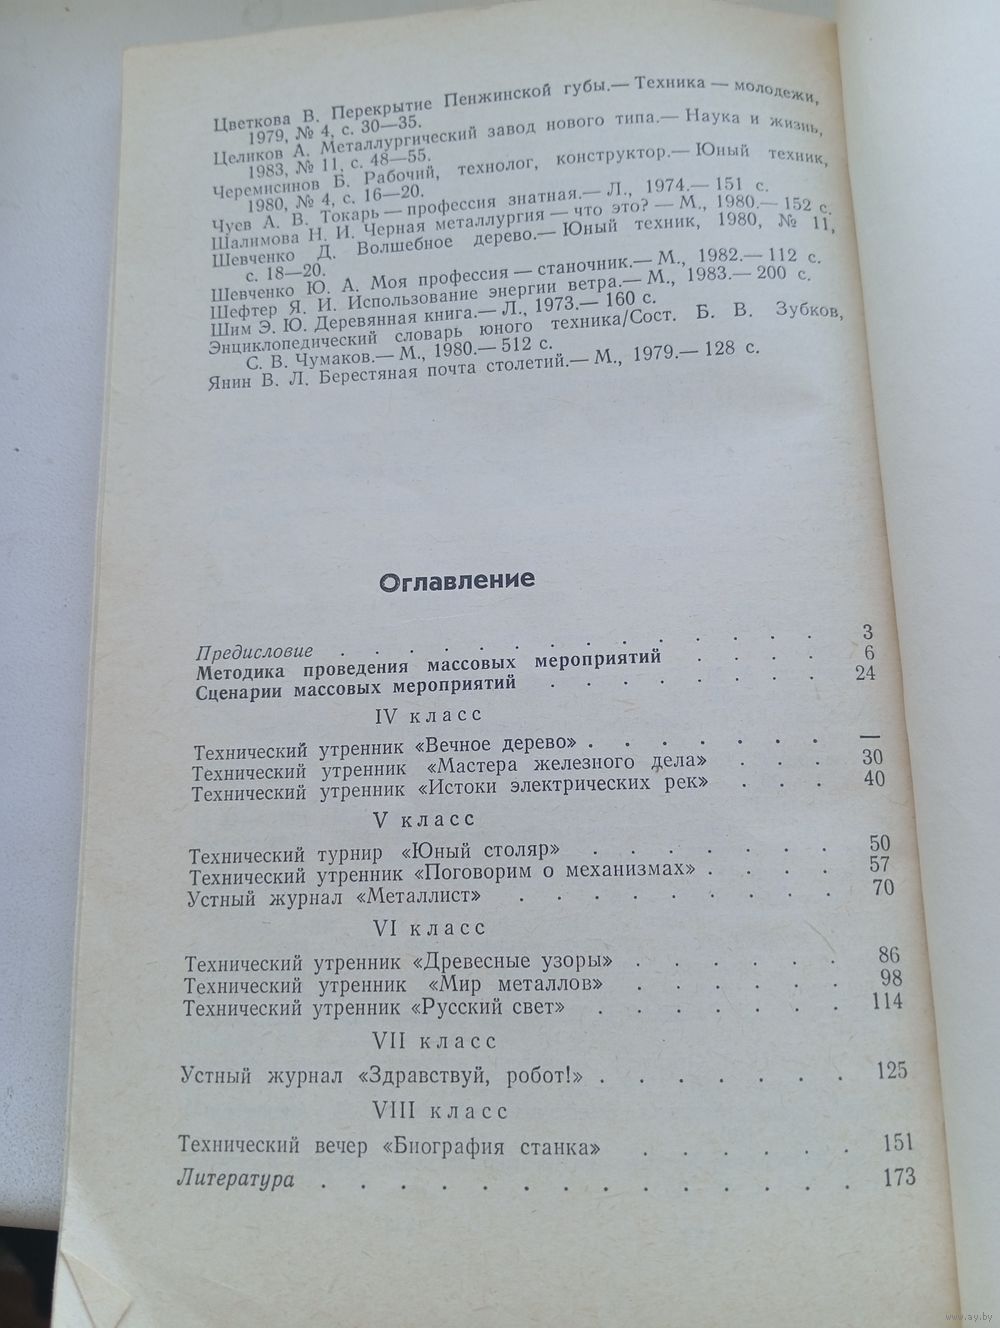 Цветкова В. Перекрытие Пенжинской губы.— Техника — молодежи,
1979, № 4, с. 30—35.
Целиков А. Металлургический завод нового типа.— Наука и жизнь,
1983, № 11, с. 48—55.
Черемисинов Б. Рабочий, технолог, конструктор.— Юный техник,
1980, № 4, с. 16—20.
Чуев А. В. Токарь — профессия знатная.— Л., 1974.— 151 с.
Шалимова Н. И. Черная металлургия — что это? — М., 1980.— 152 с.
Шевченко Д. Волшебное дерево.— Юный техник, 1980, № 11,
с. 18—20.
Шевченко Ю. А. Моя профессия — станочник.— М., 1982.— 112 с.
Шефтер Я. И. Использование энергии ветра.— М., 1983.— 200 с.
Шим Э. Ю. Деревянная книга.— Л., 1973.— 160 с.
Энциклопедический словарь юного техника/Сост. Б. В. Зубков,
С. В. Чумаков.— М., 1980.— 512 с.
Янин В. Л. Берестяная почта столетий.— М., 1979.— 128 с.
Оглавление
Предисловие . . . . . . . . . . . . 3
Методика проведения массовых мероприятий . . . . 6
Сценарии массовых мероприятий . . . . . . . . 24
IV класс
Технический утренник «Вечное дерево» . . . . . . . —
Технический утренник «Мастера железного дела» . . . 30
Технический утренник «Истоки электрических рек» . . . 40
V класс
Технический турнир «Юный столяр» . . . . . . . 50
Технический утренник «Поговорим о механизмах» . . . . 57
Устный журнал «Металлист» . . . . . . . . . 70
VI класс
Технический утренник «Древесные узоры» . . . . . . 86
Технический утренник «Мир металлов» . . . . . . 98
Технический утренник «Русский свет» . . . . . . . 114
VII класс
Устный журнал «Здравствуй, робот!» . . . . . . . 125
VIII класс
Технический вечер «Биография станка» . . . . . . 151
Литература . . . . . . . . . . . . . . 173
www.ay.by